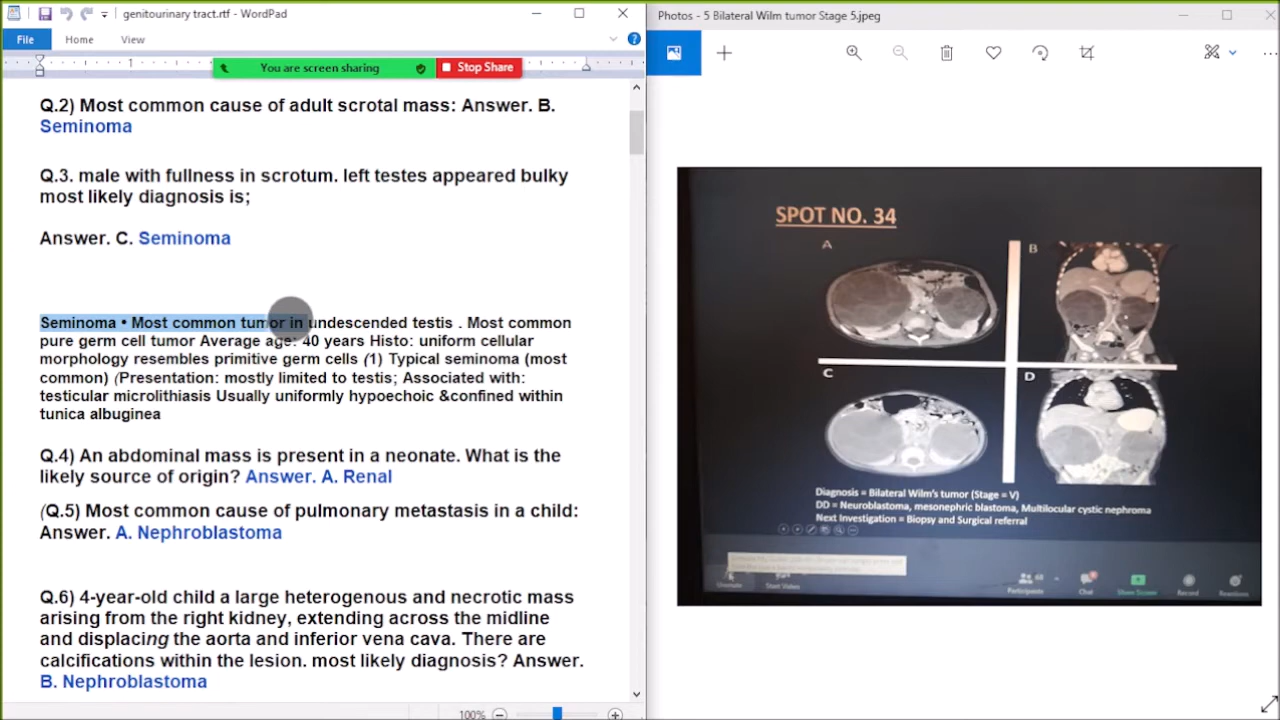 genitourinary tract.rtf - WordPad
File Home View
You are screen sharing Stop Share
Q.2) Most common cause of adult scrotal mass: Answer. B.
Seminoma
Q.3. male with fullness in scrotum. left testes appeared bulky
most likely diagnosis is;
Answer. C. Seminoma
Seminoma • Most common tumor in undescended testis . Most common
pure germ cell tumor Average age: 40 years Histo: uniform cellular
morphology resembles primitive germ cells (1) Typical seminoma (most
common) (Presentation: mostly limited to testis; Associated with:
testicular microlithiasis Usually uniformly hypoechoic &confined within
tunica albuginea
Q.4) An abdominal mass is present in a neonate. What is the
likely source of origin? Answer. A. Renal
(Q.5) Most common cause of pulmonary metastasis in a child:
Answer. A. Nephroblastoma
Q.6) 4-year-old child a large heterogenous and necrotic mass
arising from the right kidney, extending across the midline
and displacing the aorta and inferior vena cava. There are
calcifications within the lesion. most likely diagnosis? Answer.
B. Nephroblastoma
100%
Photos - 5 Bilateral Wilm tumor Stage 5.jpeg
SPOT NO. 34
A
B
C
D
Diagnosis = Bilateral Wilm's tumor (Stage = V)
DD = Neuroblastoma, mesonephric blastoma, Multilocular cystic nephroma
Next Investigation = Biopsy and Surgical referral
Unmute Start Video Participants Chat Share Screen Record Reactions